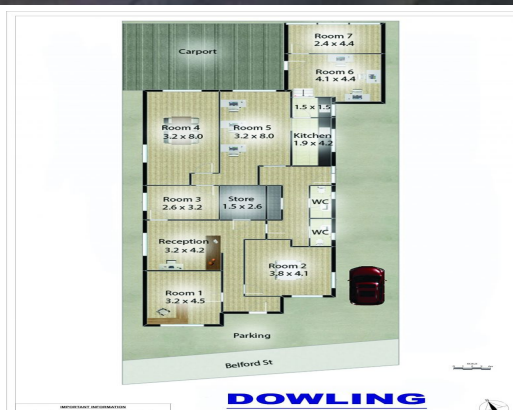 Carport
Room 7
2.4 x 4.4
Room 6
4.1 x 4.4
1.5 x 1.5
Room 4
3.2 x 8.0
Room 5
3.2 x 8.0
Kitchen
1.9 x 4.2
Room 3
2.6 x 3.2
Store
1.5 x 2.6
WC
WC
Reception
3.2 x 4.2
Room 2
3.8 x 4.1
Room 1
3.2 x 4.5
Parking
Belford St
IMPORTANT INFORMATION
DOWLING